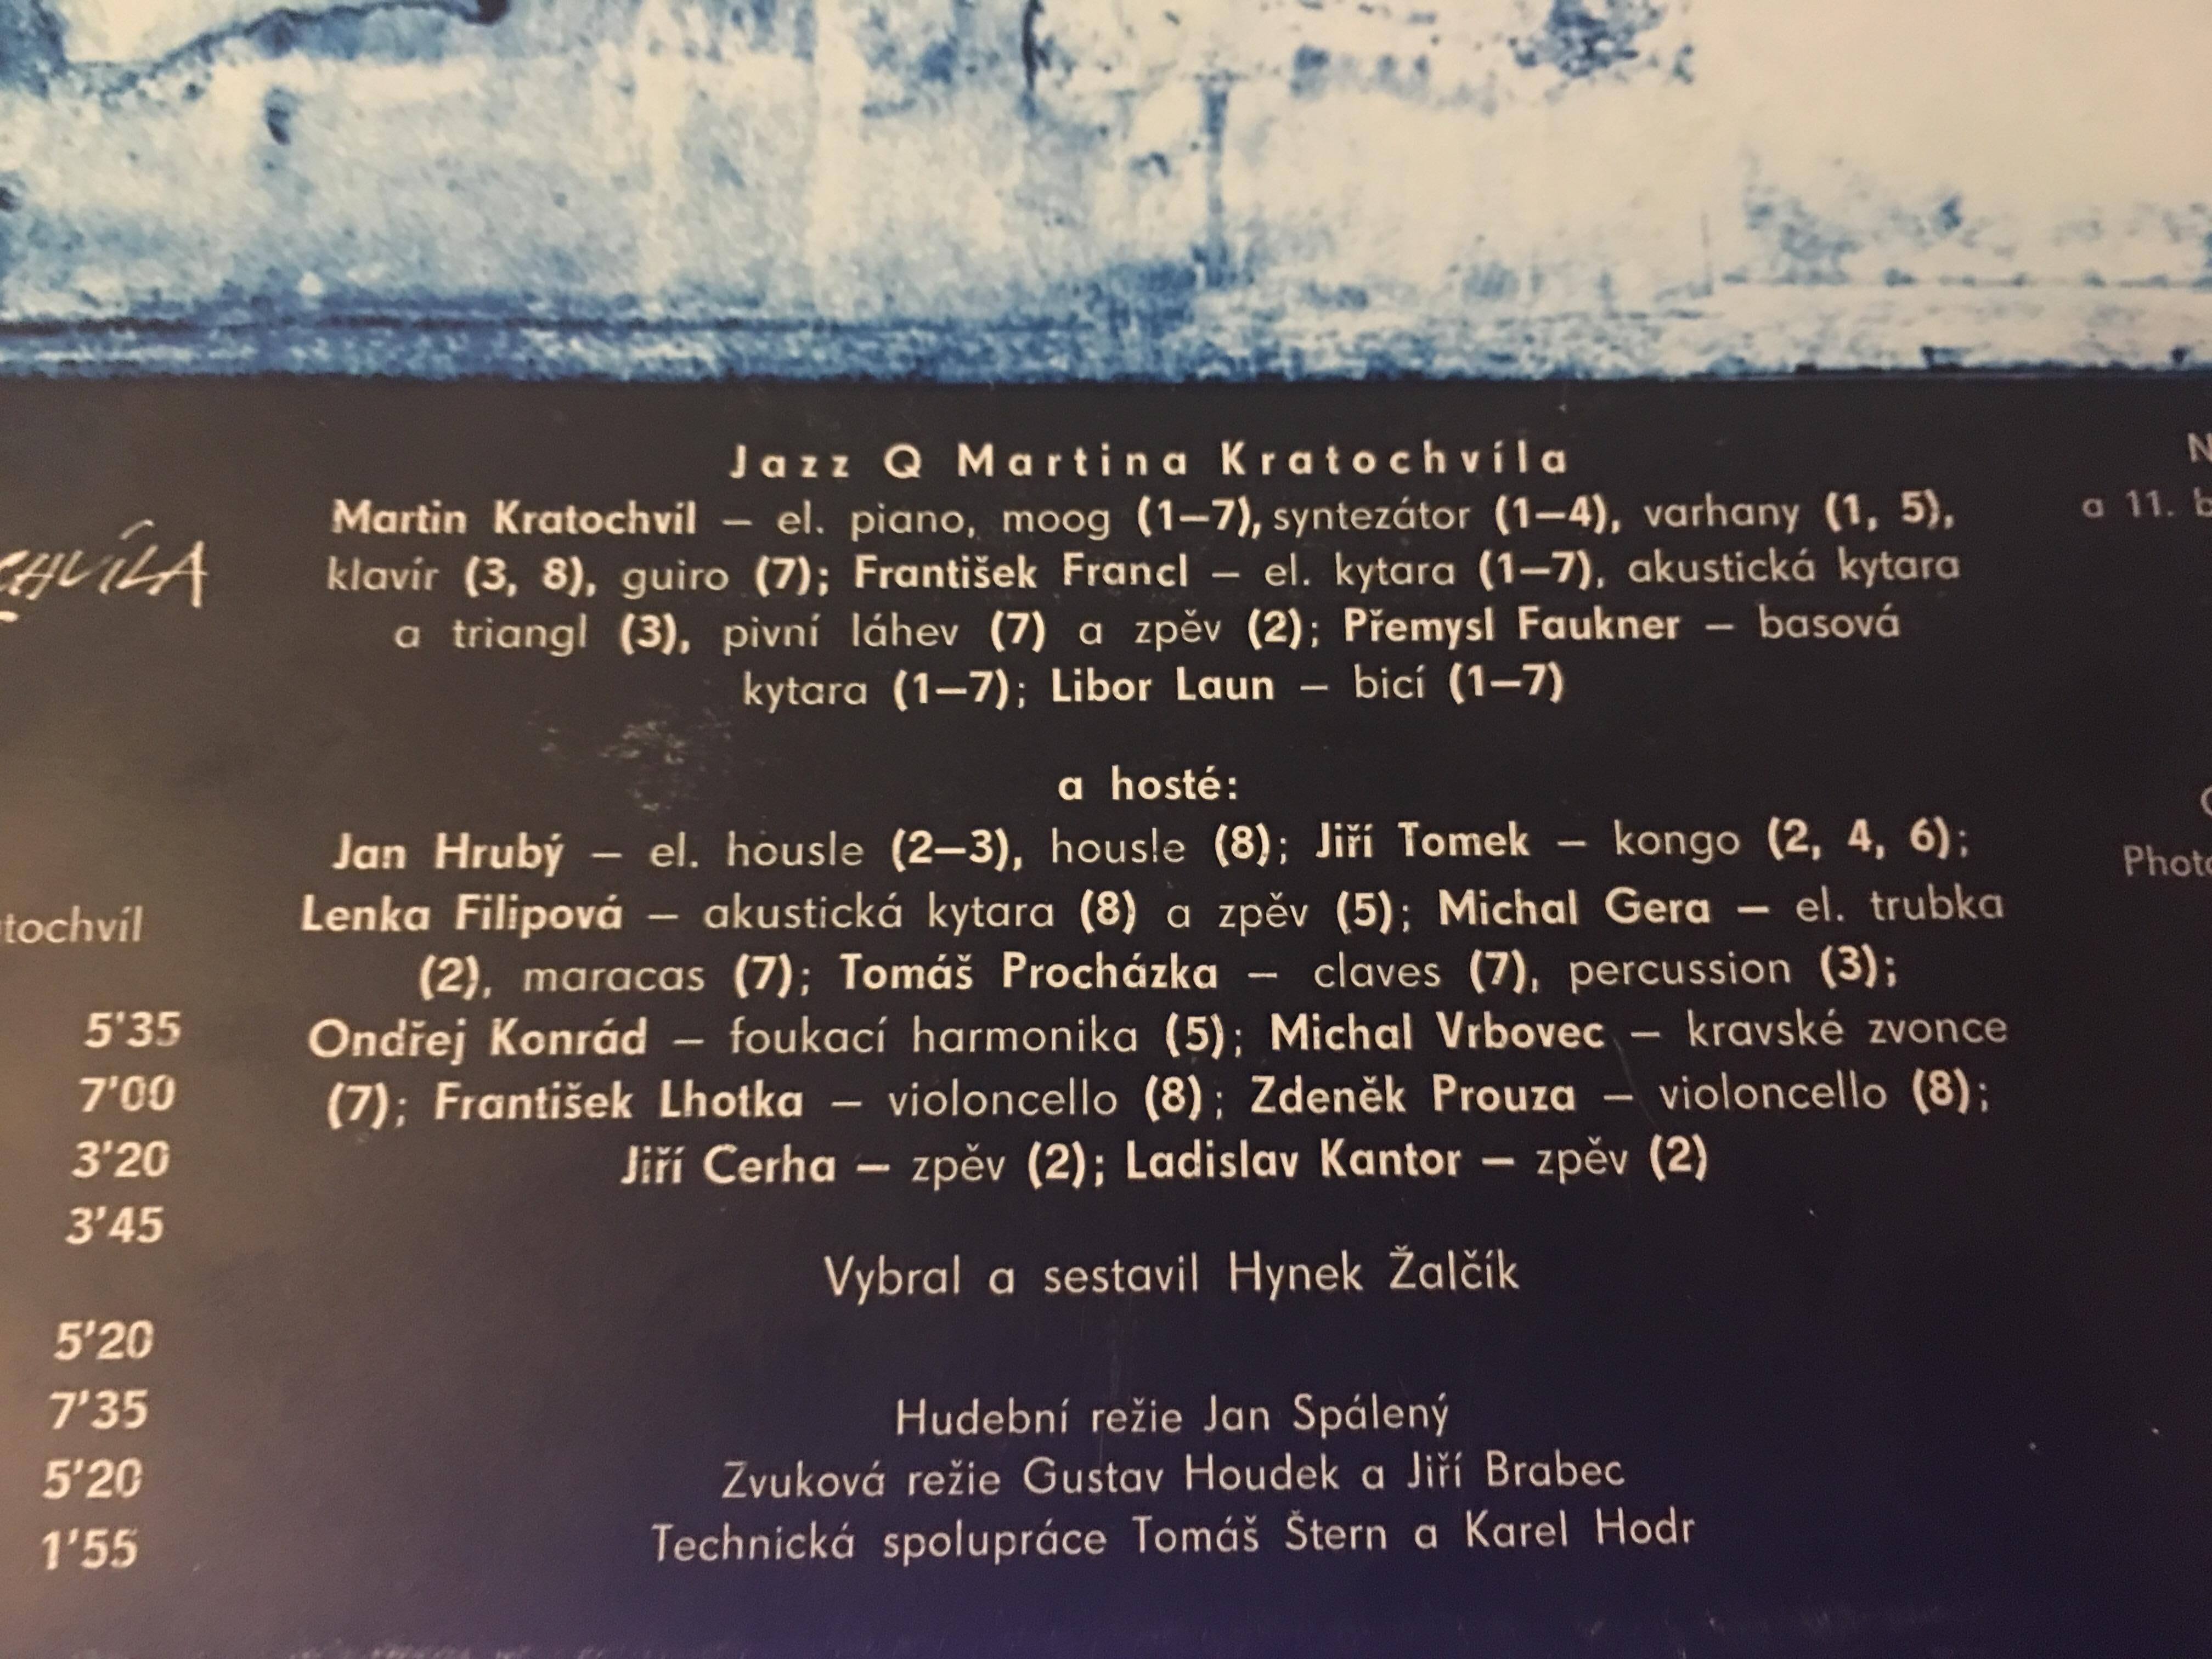 Jazz Q Martina Kratochvíla
Martin Kratochvíl – el. piano, moog (1–7), syntezátor (1–4), varhany (1, 5),
klavír (3, 8), guiro (7); František Francl – el. kytara (1–7), akustická kytara
a triangl (3), pivní láhev (7) a zpěv (2); Přemysl Faukner – basová
kytara (1–7); Libor Laun – bicí (1–7)
a hosté:
Jan Hrubý – el. housle (2–3), housle (8); Jiří Tomek – kongo (2, 4, 6);
Lenka Filipová – akustická kytara (8) a zpěv (5); Michal Gera – el. trubka
(2), maracas (7); Tomáš Procházka – claves (7), percussion (3);
Ondřej Konrád – foukací harmonika (5); Michal Vrbovec – kravské zvonce
(7); František Lhotka – violoncello (8); Zdeněk Prouza – violoncello (8);
Jiří Cerha – zpěv (2); Ladislav Kantor – zpěv (2)
Vybral a sestavil Hynek Žalčík
Hudební režie Jan Spálený
Zvuková režie Gustav Houdek a Jiří Brabec
Technická spolupráce Tomáš Štern a Karel Hodr
CHVÍLA
tochvíl
5'35
7'00
3'20
3'45
5'20
7'35
5'20
1'55
a 11.
Photo